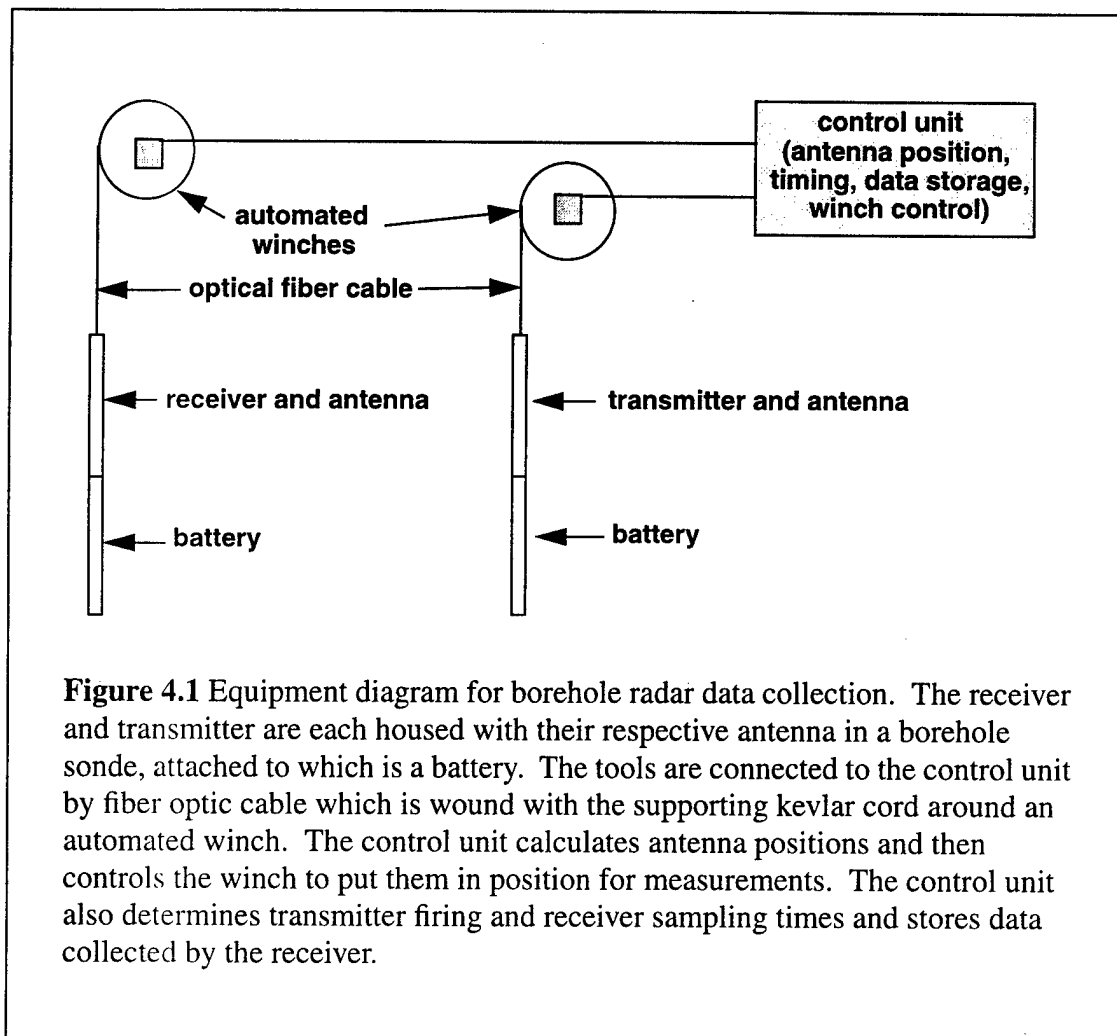 control unit
(antenna position,
timing, data storage,
winch control)
automated
winches
optical fiber cable
receiver and antenna
transmitter and antenna
battery
battery
Figure 4.1 Equipment diagram for borehole radar data collection. The receiver
and transmitter are each housed with their respective antenna in a borehole
sonde, attached to which is a battery. The tools are connected to the control unit
by fiber optic cable which is wound with the supporting kevlar cord around an
automated winch. The control unit calculates antenna positions and then
controls the winch to put them in position for measurements. The control unit
also determines transmitter firing and receiver sampling times and stores data
collected by the receiver.